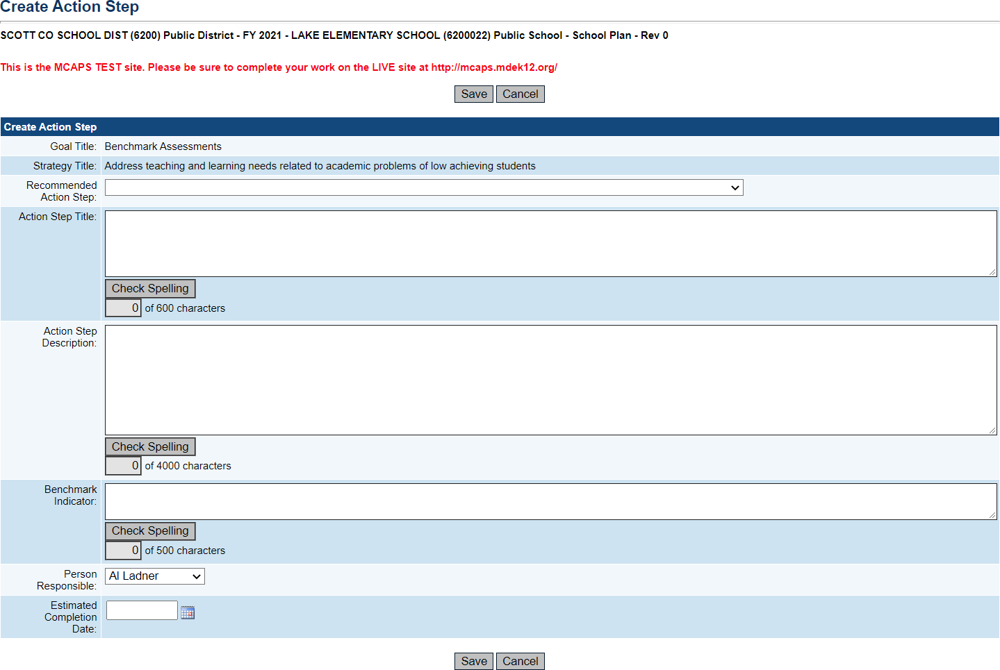 Create Action Step
SCOTT CO SCHOOL DIST (6200) Public District - FY 2021 - LAKE ELEMENTARY SCHOOL (6200022) Public School - School Plan - Rev 0
This is the MCAPS TEST site. Please be sure to complete your work on the LIVE site at http://mcaps.mdek12.org/
Save Cancel
Create Action Step
Goal Title: Benchmark Assessments
Strategy Title: Address teaching and learning needs related to academic problems of low achieving students
Recommended
Action Step:
Action Step Title:
Check Spelling
0 of 600 characters
Action Step
Description:
Check Spelling
0 of 4000 characters
Benchmark
Indicator:
Check Spelling
0 of 500 characters
Person
Responsible:
Al Ladner
Estimated
Completion
Date:
Save Cancel